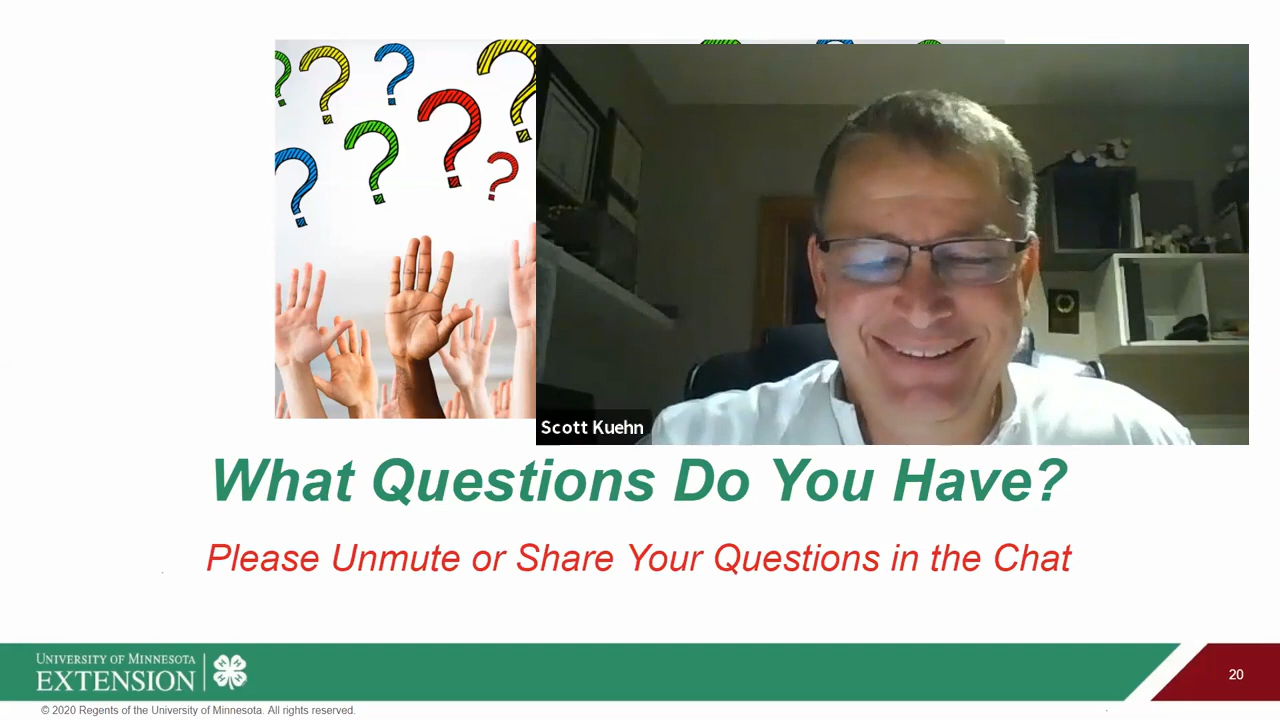 Scott Kuehn
What Questions Do You Have?
Please Unmute or Share Your Questions in the Chat
UNIVERSITY OF MINNESOTA
EXTENSION
20
© 2020 Regents of the University of Minnesota. All rights reserved.